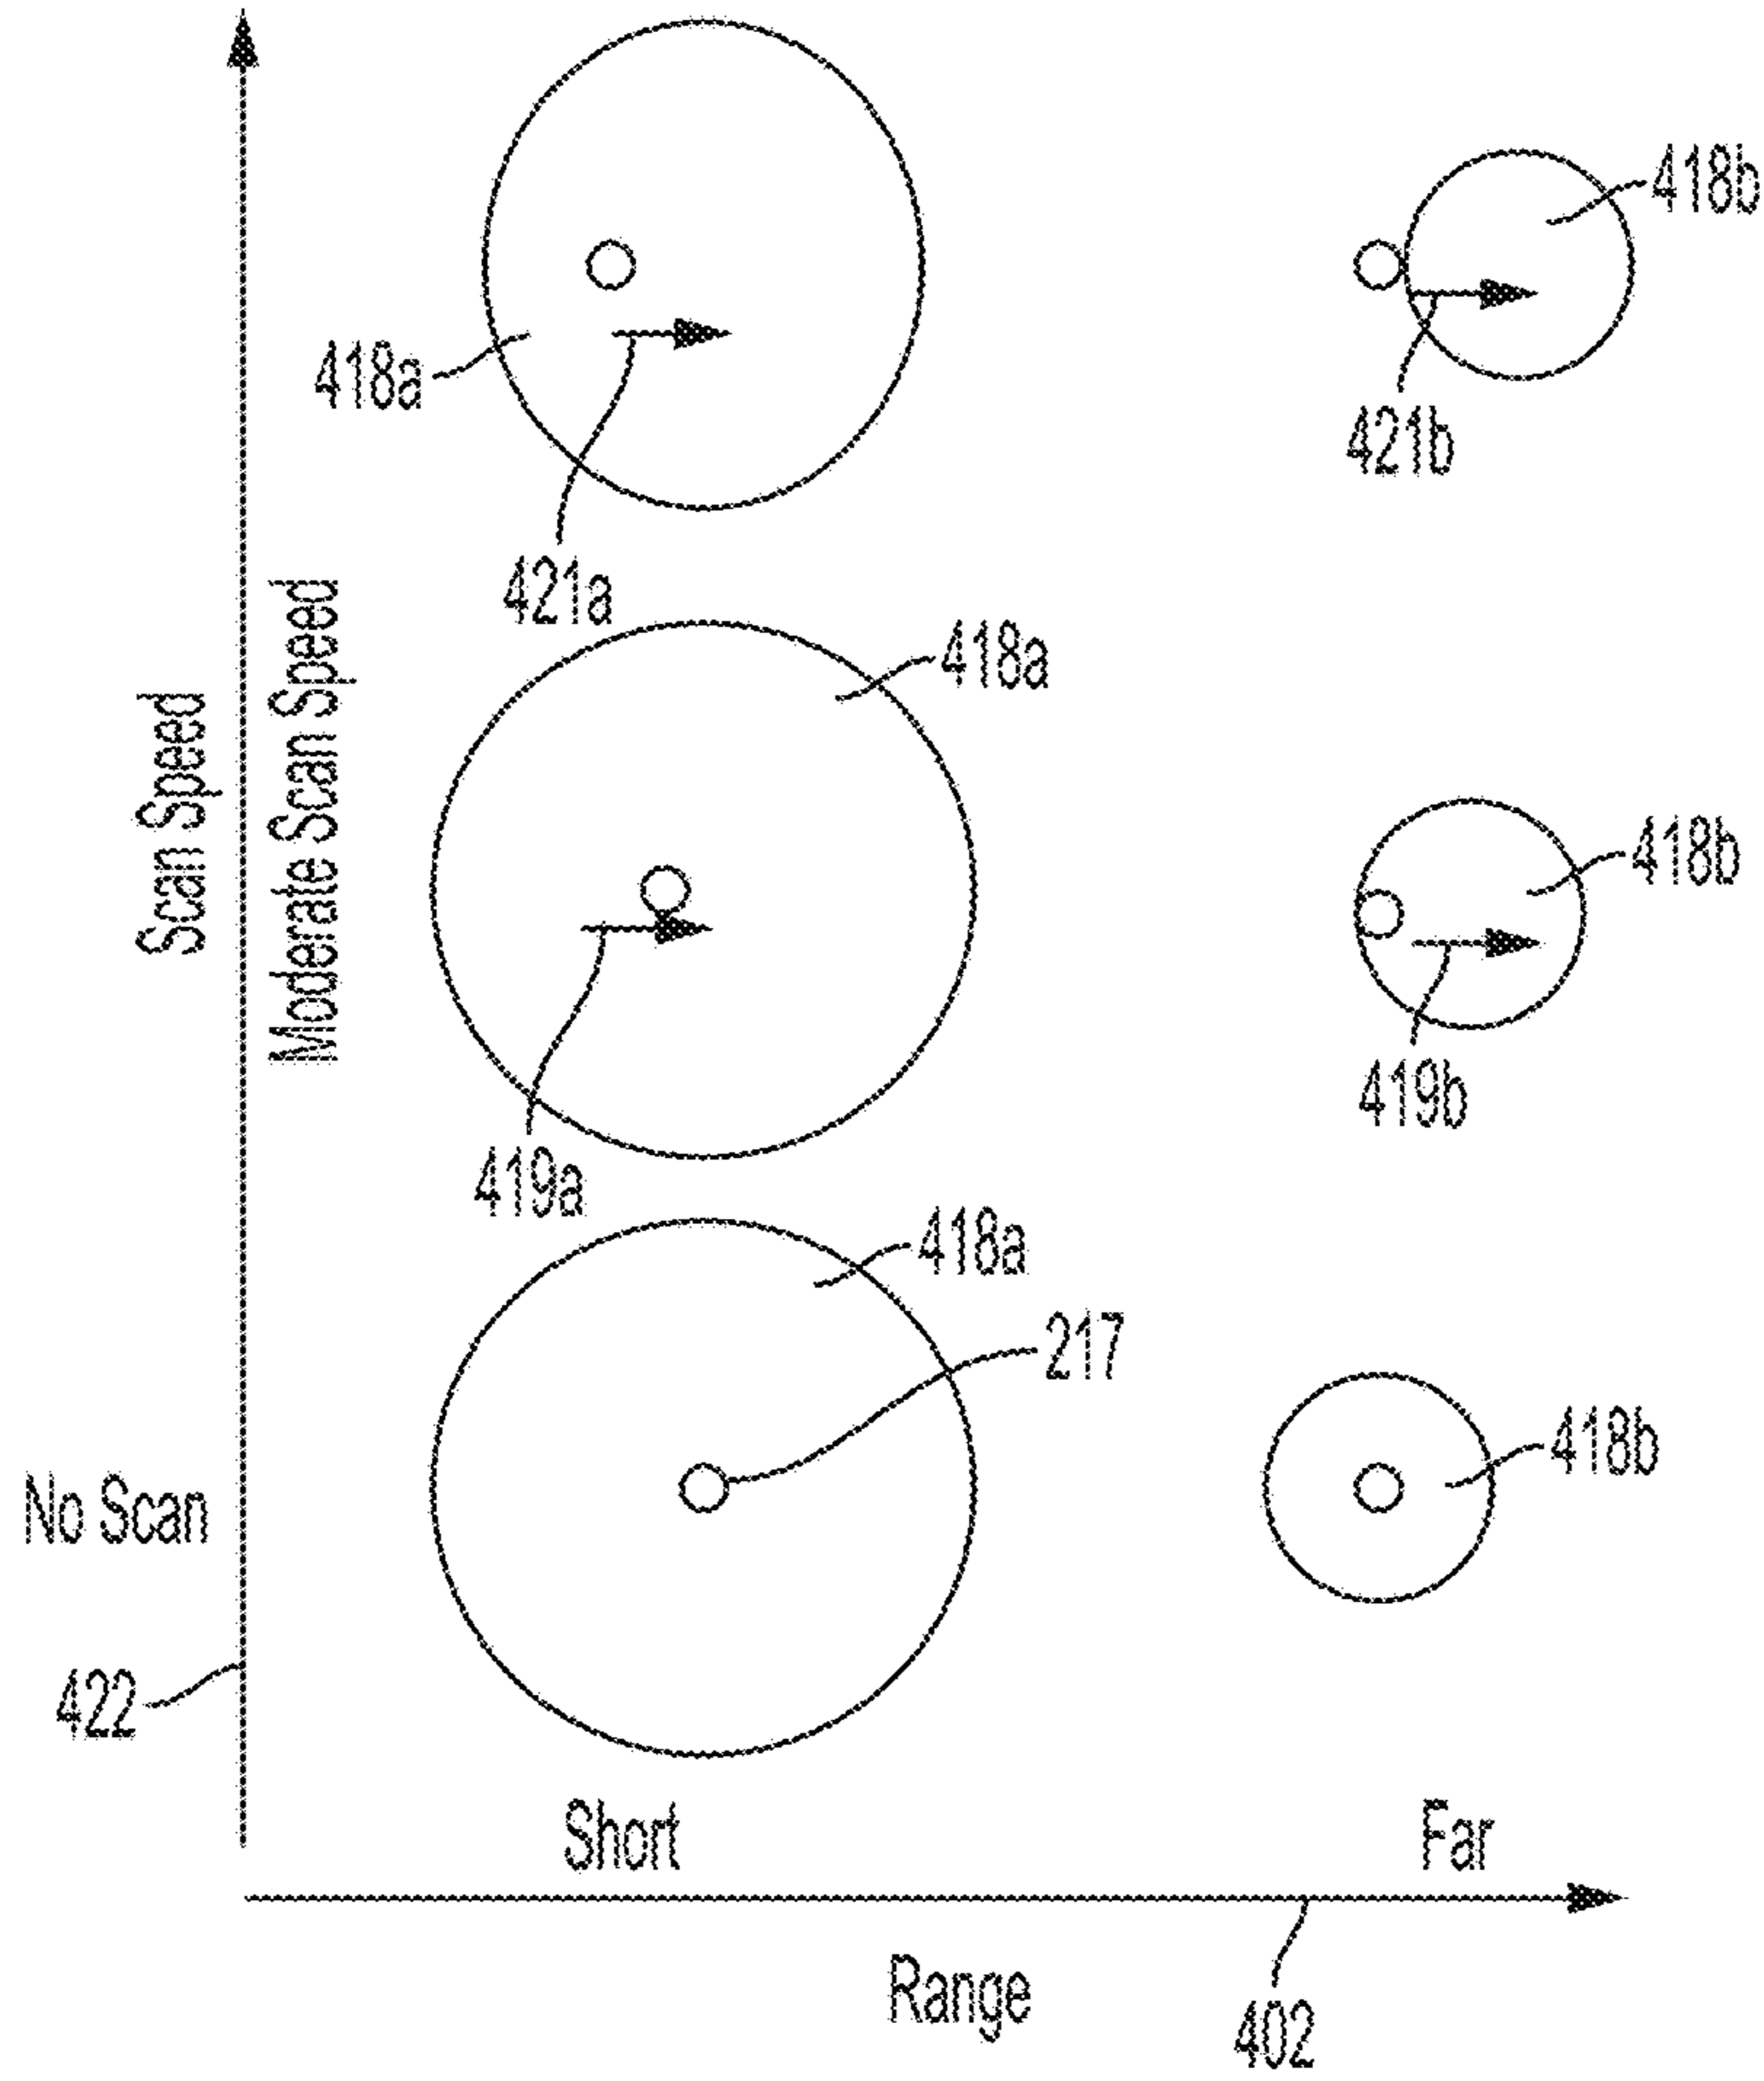 418b
418a
421b
421a
418a
Scan Speed
Moderate Scan Speed
418b
419b
419a
418a
217
418b
No Scan
422
Short
Far
Range
402